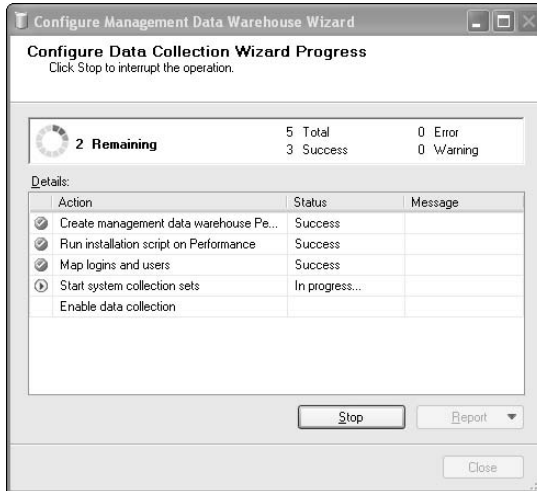 Configure Management Data Warehouse Wizard
Configure Data Collection Wizard Progress
Click Stop to interrupt the operation.
2 Remaining
5 Total
0 Error
3 Success
0 Warning
Details:
Action Status Message
Create management data warehouse Pe... Success
Run installation script on Performance Success
Map logins and users Success
Start system collection sets In progress...
Enable data collection
Stop
Report
Close